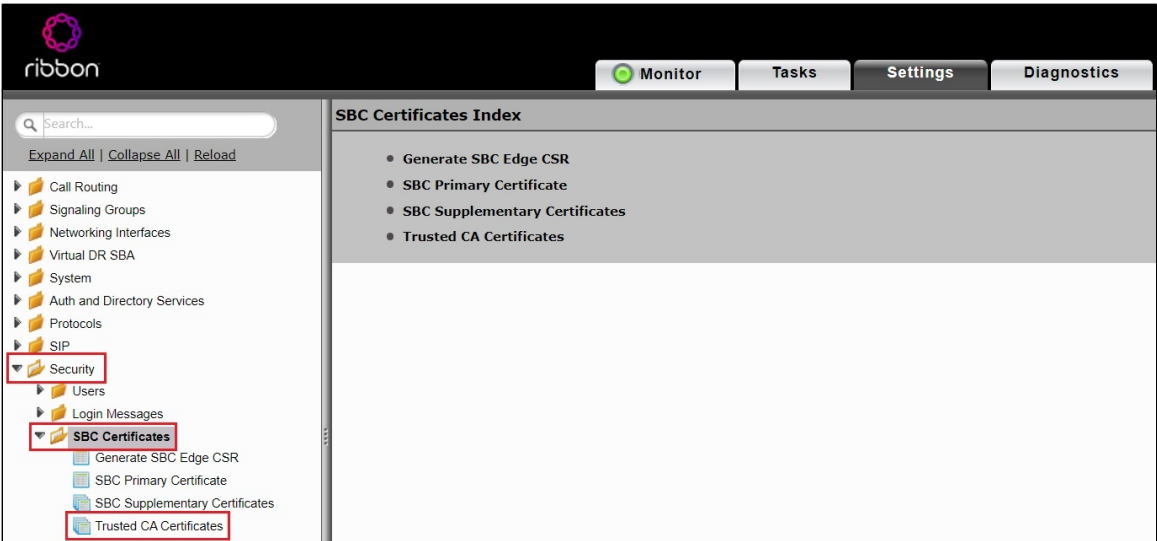 ribbon
Monitor
Tasks
Settings
Diagnostics
Search...
Expand All | Collapse All | Reload
Call Routing
Signaling Groups
Networking Interfaces
Virtual DR SBA
System
Auth and Directory Services
Protocols
SIP
Security
Users
Login Messages
SBC Certificates
Generate SBC Edge CSR
SBC Primary Certificate
SBC Supplementary Certificates
Trusted CA Certificates
SBC Certificates Index
Generate SBC Edge CSR
SBC Primary Certificate
SBC Supplementary Certificates
Trusted CA Certificates